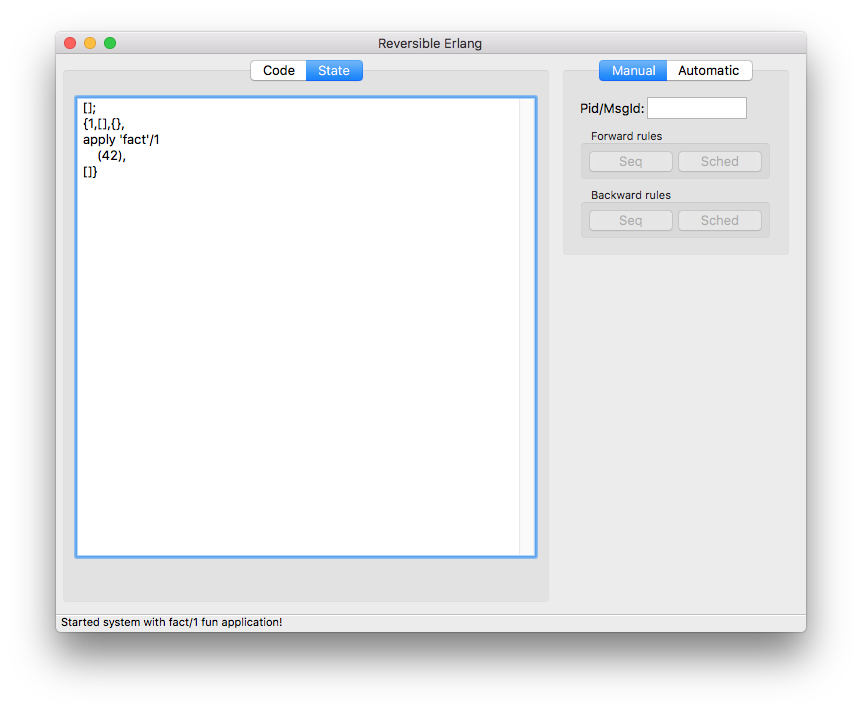 Reversible Erlang
Code State
[];
{1,[],{},
apply 'fact'/1
    (42),
[]}
Manual Automatic
Pid/MsgId:
Forward rules
Seq Sched
Backward rules
Seq Sched
Started system with fact/1 fun application!